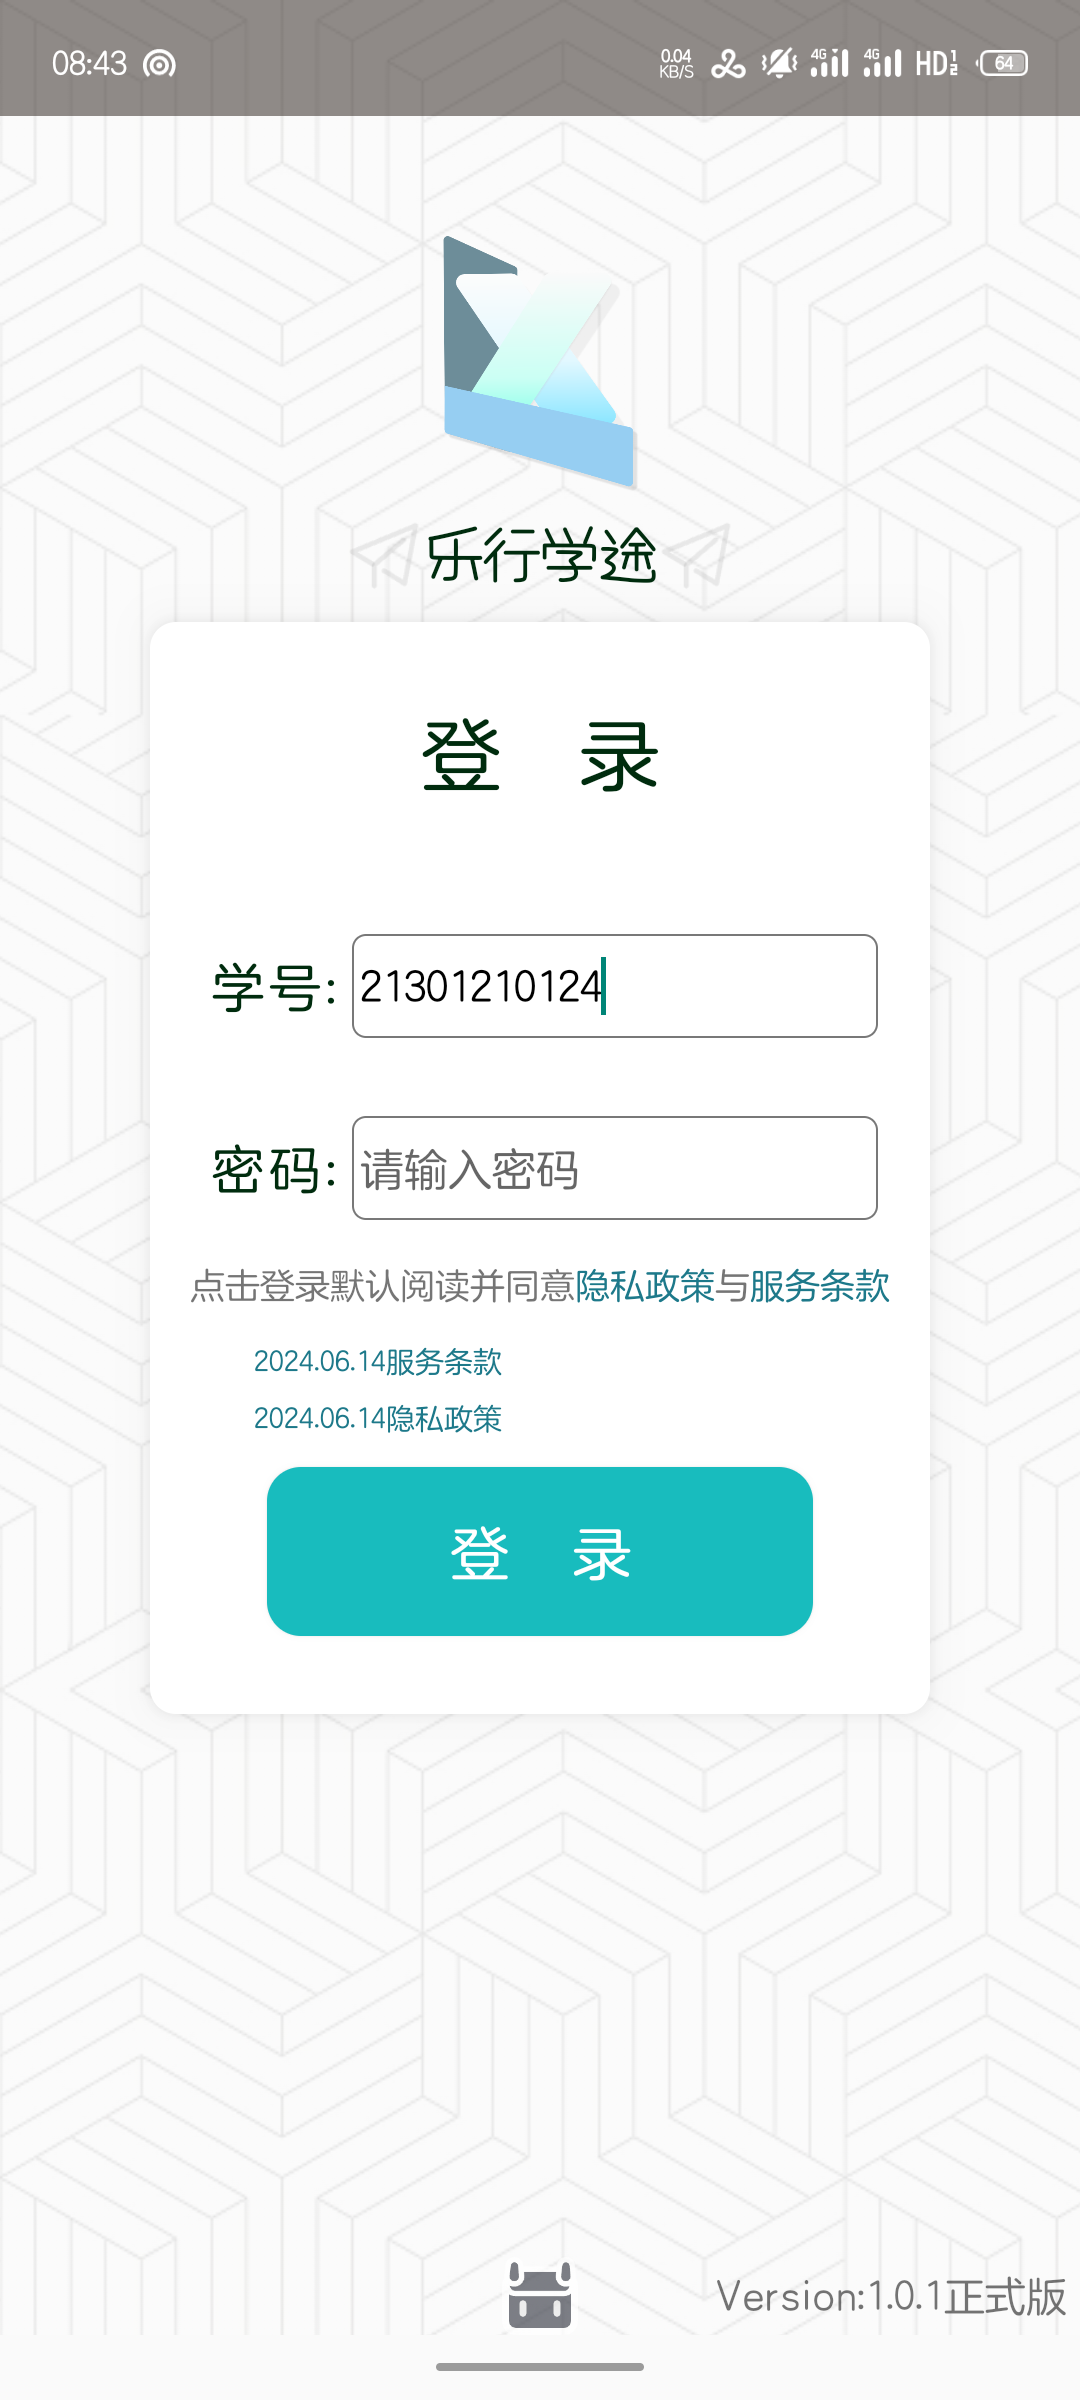 08:43
0.04 KB/S
4G 4G HD 1 2 64
乐行学途
登 录
学号: 21301210124
密码: 请输入密码
点击登录默认阅读并同意隐私政策与服务条款
2024.06.14服务条款
2024.06.14隐私政策
登 录
Version:1.0.1正式版